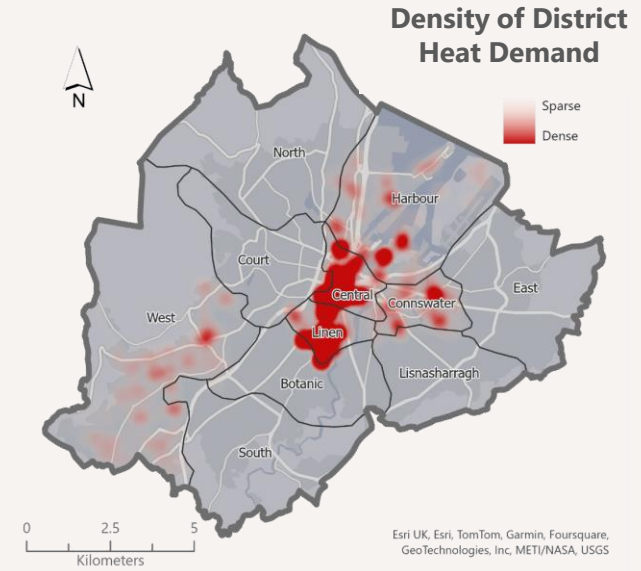 Density of District
Heat Demand
Sparse
Dense
N
North
Harbour
Court
East
Central
Connswater
West
Linen
Lisnasharragh
Botanic
South
0 2.5 5
Kilometers
Esri UK, Esri, TomTom, Garmin, Foursquare,
GeoTechnologies, Inc, METI/NASA, USGS